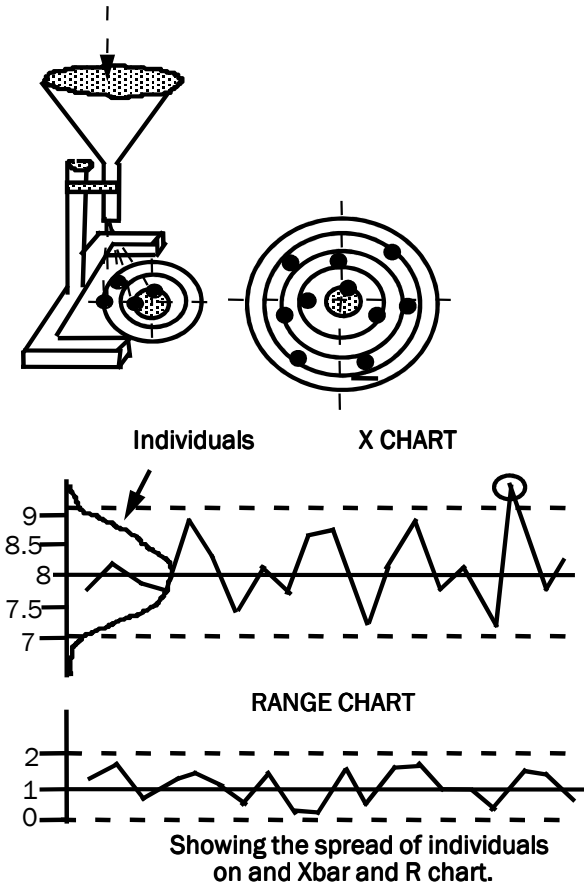 Individuals
X CHART
9
8.5
8
7.5
7
RANGE CHART
2
1
0
Showing the spread of individuals
on and Xbar and R chart.